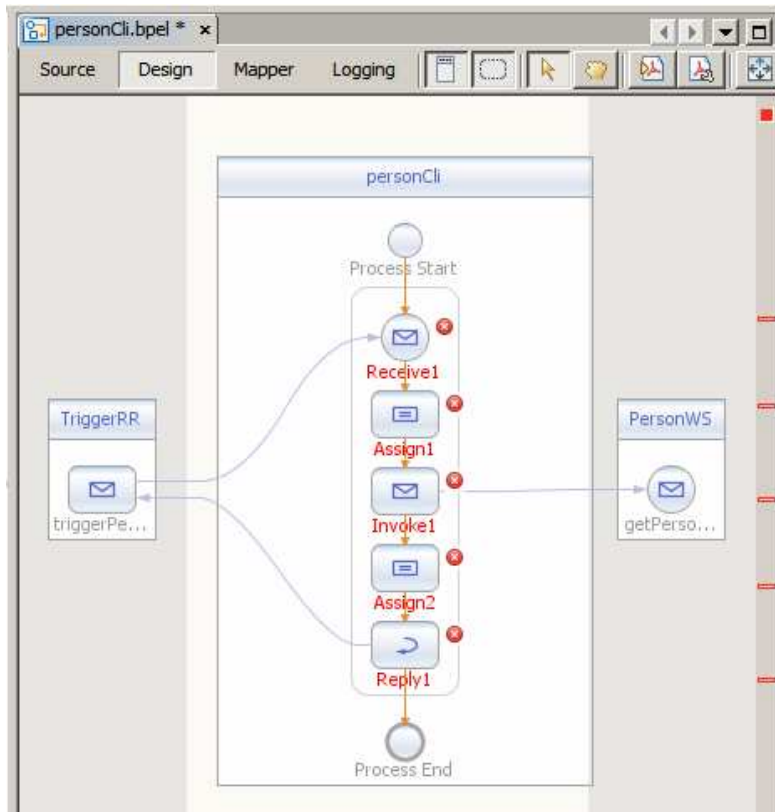 personCli.bpel *
Source Design Mapper Logging
personCli
Process Start
Receive1
TriggerRR
PersonWS
Assign1
triggerPe...
Invoke1
getPerso...
Assign2
Reply1
Process End